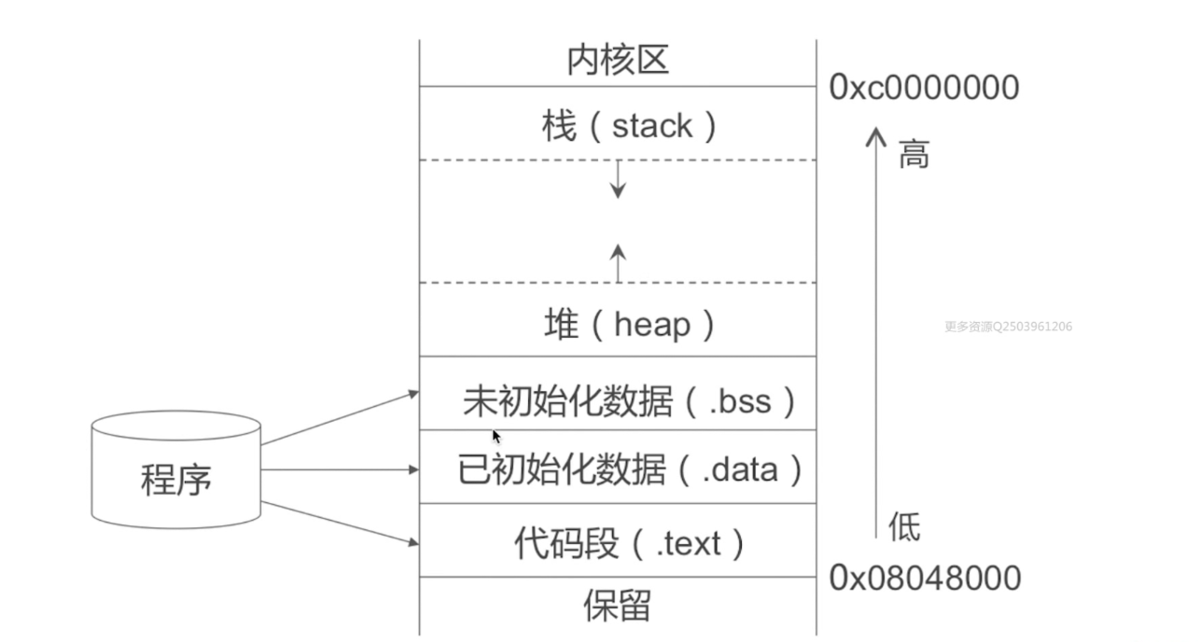 内核区
0xc0000000
栈（stack）
高
堆（heap）
更多资源Q2503961206
未初始化数据（.bss）
程序
已初始化数据（.data）
低
代码段（.text）
0x08048000
保留